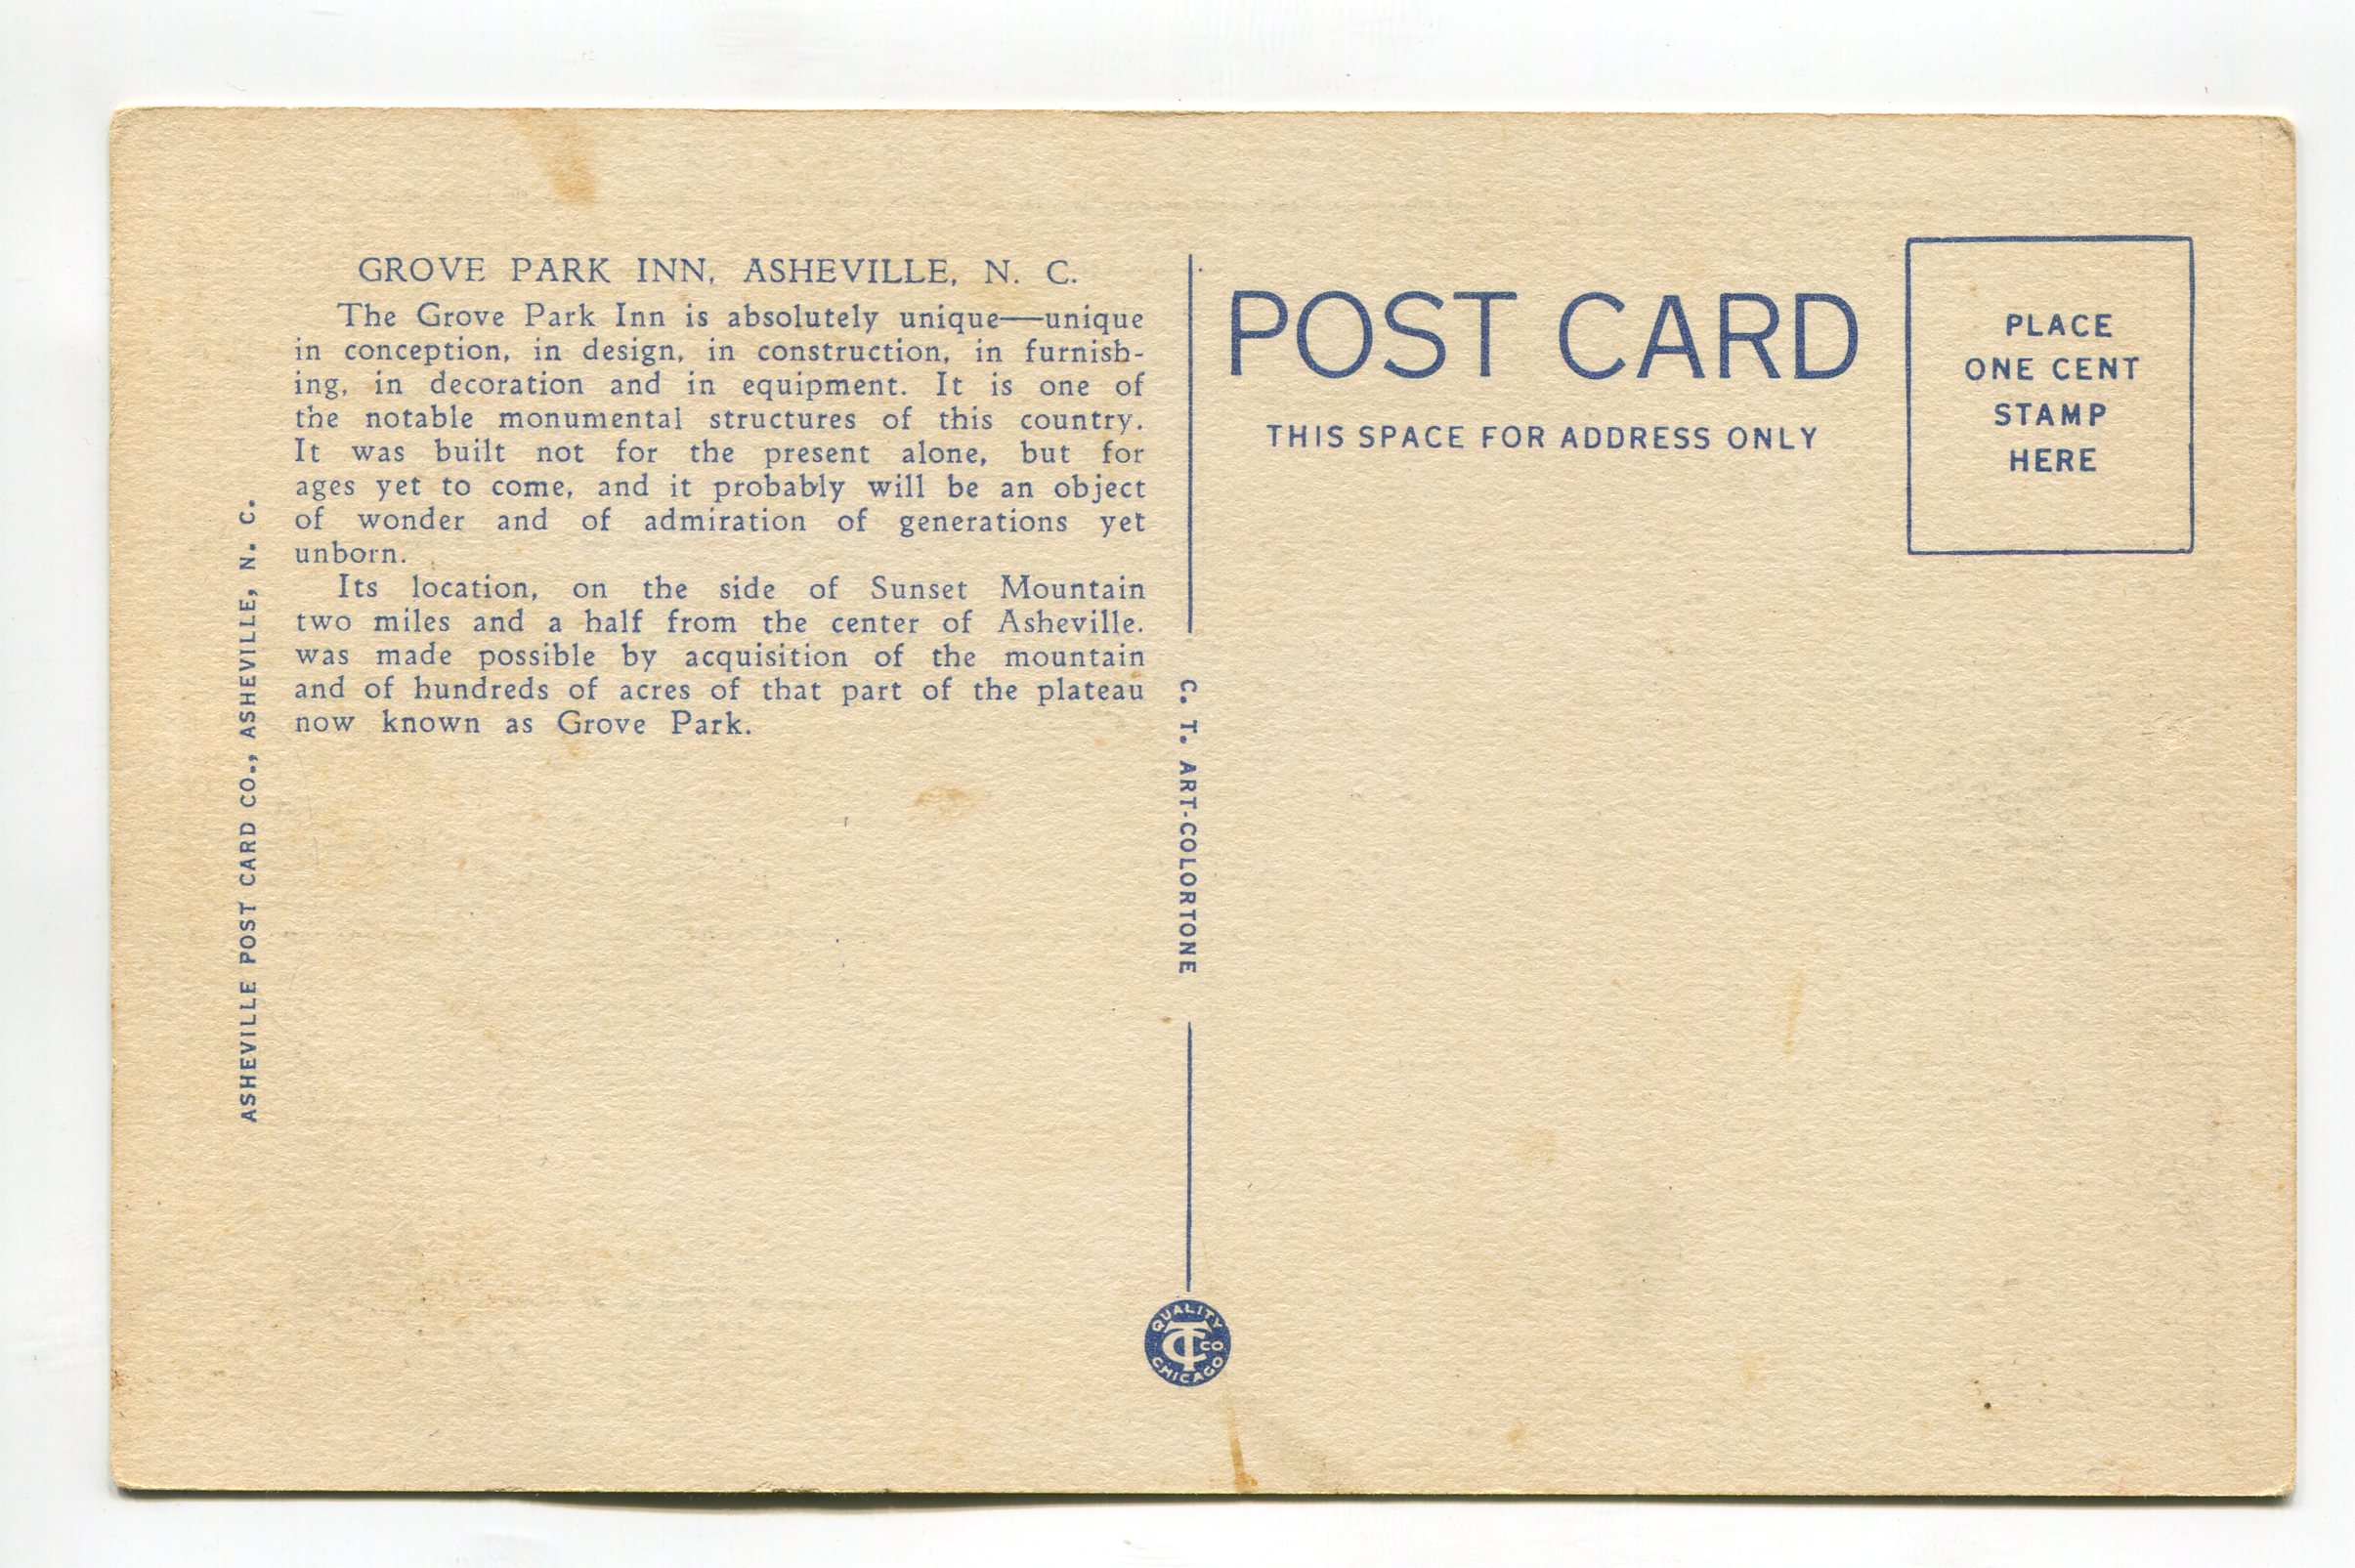 GROVE PARK INN, ASHEVILLE, N. C.
The Grove Park Inn is absolutely unique—unique
in conception, in design, in construction, in furnish-
ing, in decoration and in equipment. It is one of
the notable monumental structures of this country.
It was built not for the present alone, but for
ages yet to come, and it probably will be an object
of wonder and of admiration of generations yet
unborn.
Its location, on the side of Sunset Mountain
two miles and a half from the center of Asheville.
was made possible by acquisition of the mountain
and of hundreds of acres of that part of the plateau
now known as Grove Park.
ASHEVILLE POST CARD CO., ASHEVILLE, N. C.
C. T. ART-COLORTONE
QUALITY
CT CO
CHICAGO
POST CARD
THIS SPACE FOR ADDRESS ONLY
PLACE
ONE CENT
STAMP
HERE